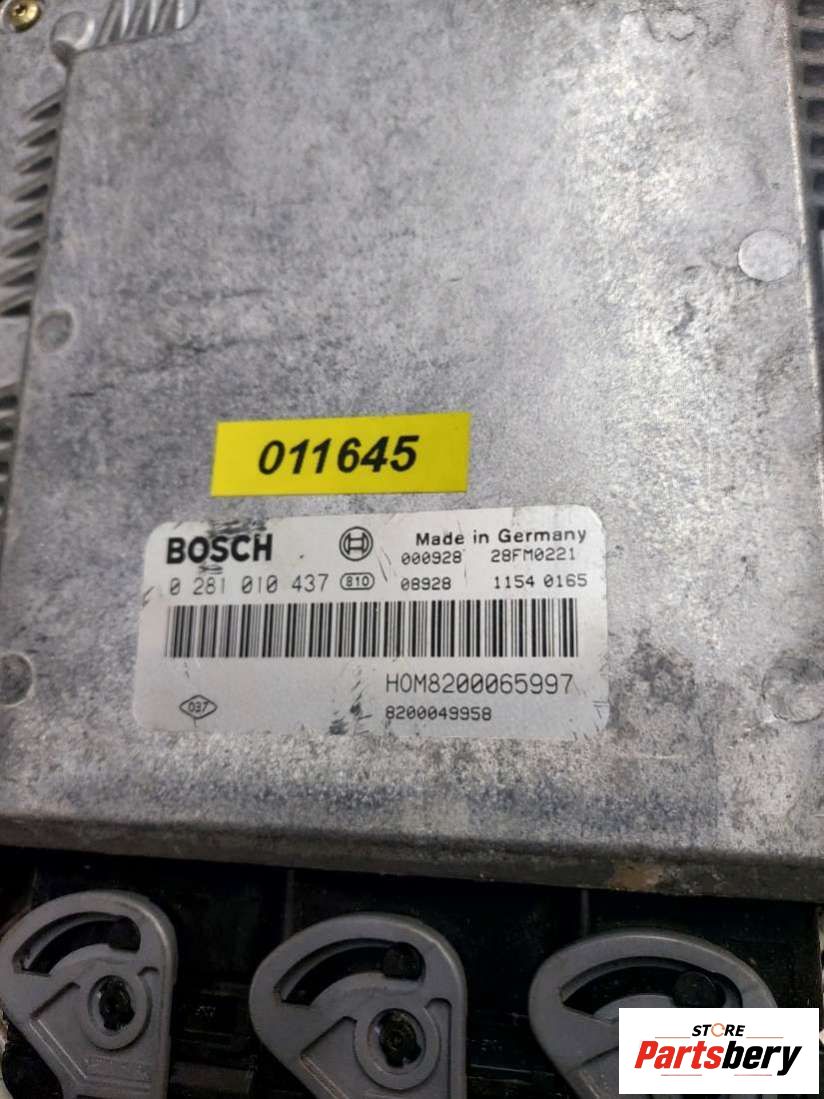 011645
BOSCH
Made in Germany
000928 28FM0221
0 281 010 437 810
08928 1154 0165
HOM8200065997
037
8200049958
STORE
Partsbery